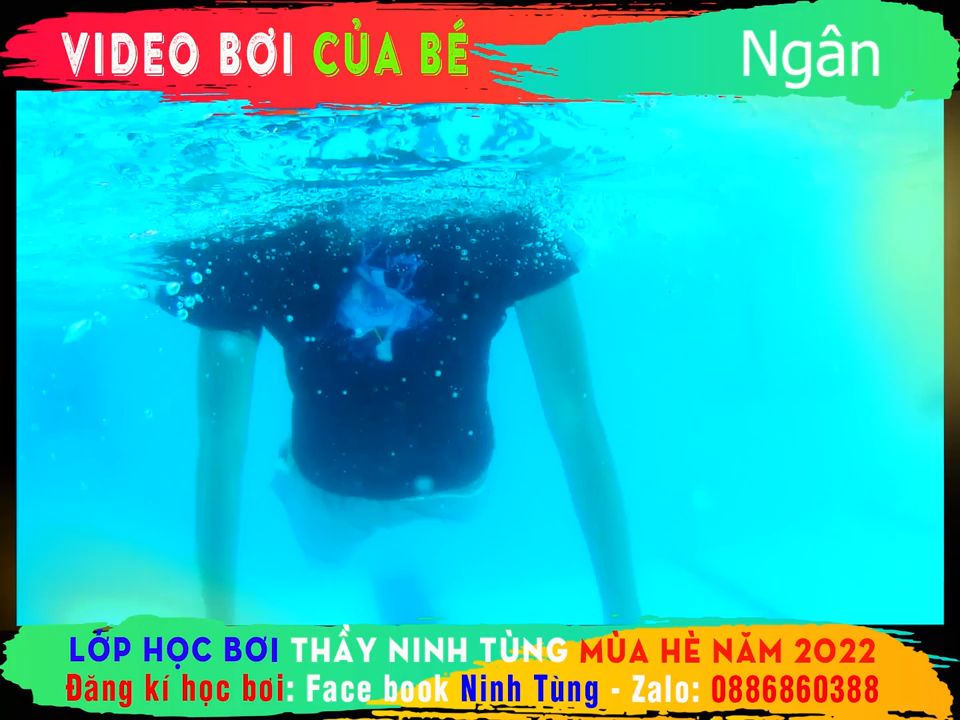 VIDEO BƠI CỦA BÉ
Ngân
LỚP HỌC BƠI THẦY NINH TÙNG MÙA HÈ NĂM 2022
Đăng kí học bơi: Face book Ninh Tùng - Zalo: 0886860388